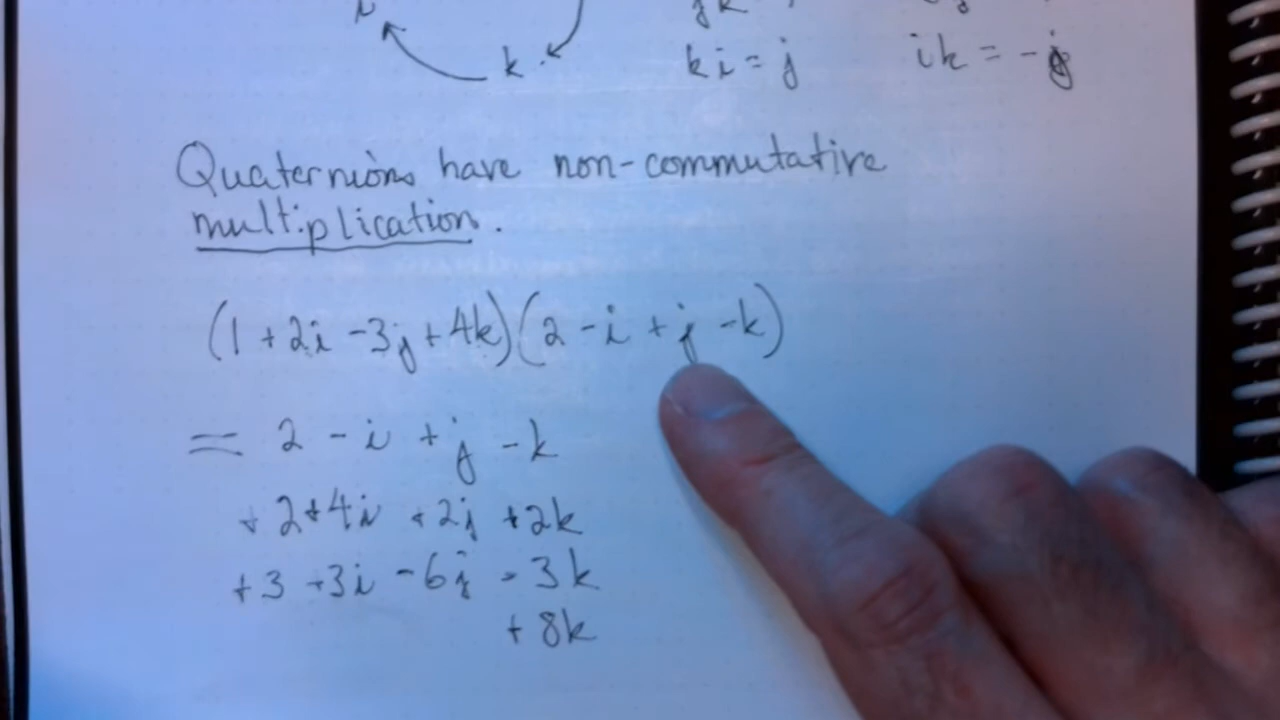 k
ki = j
ik = -j
Quaternions have non-commutative
multiplication.
(1 + 2i - 3j + 4k)(2 - i + j - k)
= 2 - i + j - k
+ 2 + 4i + 2j + 2k
+ 3 + 3i - 6j - 3k
+ 8k